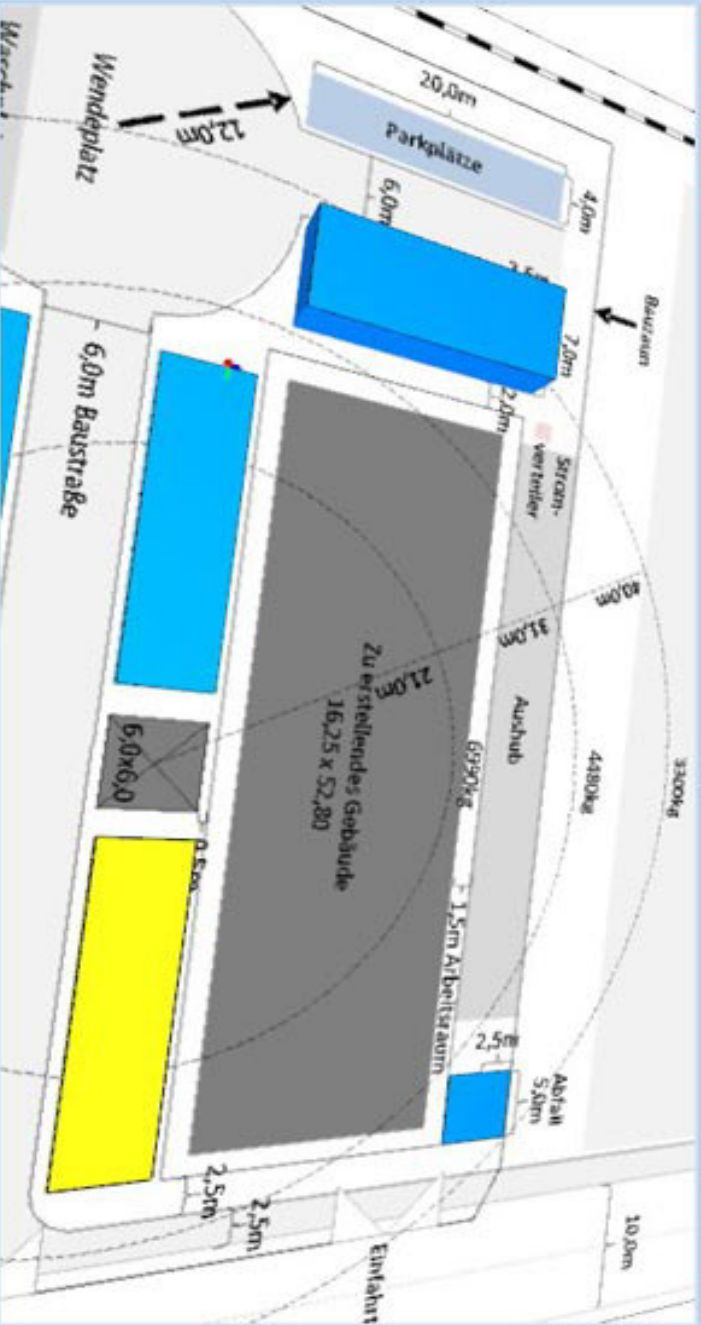 20,0m
Wendeplatz
12,0m
Parkplätze
6,0m
4,0m
Bauzaun
7,0m
2,0m
6,0m Baustraße
Strom-
verteiler
40,0m
31,0m
21,0m
Zu erstellendes Gebäude
16,25 x 52,80
Aushub
6990kg
4480kg
3300kg
6,0x6,0
1,5m Arbeitsraum
2,5m
Abfall
5,0m
2,5m
2,5m
10,0m
Einfahrt